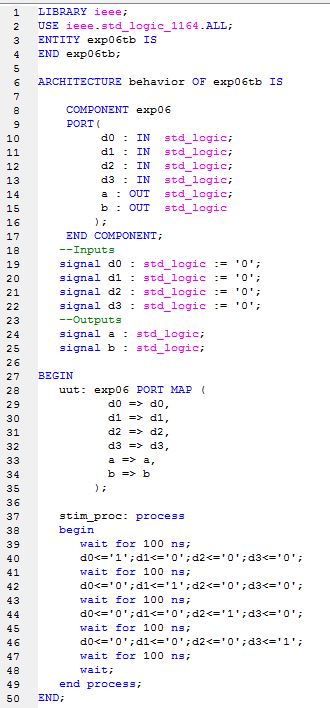 1 LIBRARY ieee;
2 USE ieee.std_logic_1164.ALL;
3 ENTITY exp06tb IS
4 END exp06tb;
5
6 ARCHITECTURE behavior OF exp06tb IS
7
8     COMPONENT exp06
9     PORT(
10          d0 : IN  std_logic;
11          d1 : IN  std_logic;
12          d2 : IN  std_logic;
13          d3 : IN  std_logic;
14          a : OUT  std_logic;
15          b : OUT  std_logic
16         );
17     END COMPONENT;
18    --Inputs
19    signal d0 : std_logic := '0';
20    signal d1 : std_logic := '0';
21    signal d2 : std_logic := '0';
22    signal d3 : std_logic := '0';
23    --Outputs
24    signal a : std_logic;
25    signal b : std_logic;
26
27 BEGIN
28    uut: exp06 PORT MAP (
29           d0 => d0,
30           d1 => d1,
31           d2 => d2,
32           d3 => d3,
33           a => a,
34           b => b
35         );
36
37    stim_proc: process
38    begin
39       wait for 100 ns;
40       d0<='1';d1<='0';d2<='0';d3<='0';
41       wait for 100 ns;
42       d0<='0';d1<='1';d2<='0';d3<='0';
43       wait for 100 ns;
44       d0<='0';d1<='0';d2<='1';d3<='0';
45       wait for 100 ns;
46       d0<='0';d1<='0';d2<='0';d3<='1';
47       wait for 100 ns;
48       wait;
49    end process;
50 END;